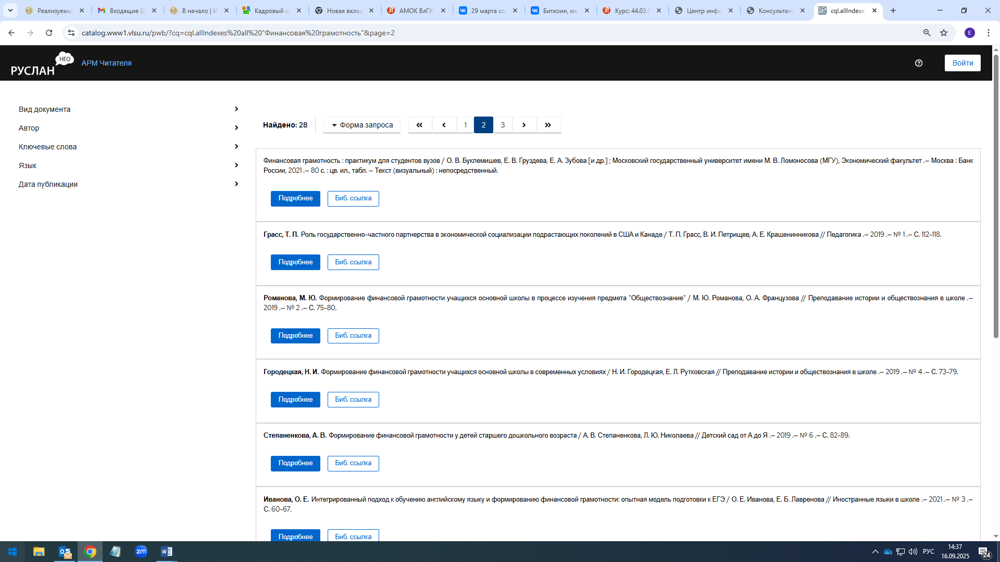 Реализуемы
Входящие (2
В начало | И
Кадровый со
Новая вклад
АМОК ВлГУ:
29 марта со
Биткоин, ме
Курс: 44.03.0
Центр инфо
Консультант
cql.allIndexe
catalog.www1.vlsu.ru/pwb/?cq=cql.allIndexes%20all%20"Финансовая%20грамотность"&page=2
E
РУСЛАН
НЕО
АРМ Читателя
Войти
Вид документа
Автор
Ключевые слова
Язык
Дата публикации
Найдено: 28
Форма запроса
1
2
3
Финансовая грамотность : практикум для студентов вузов / О. В. Буклемишев, Е. В. Груздева, Е. А. Зубова [и др.] ; Московский государственный университет имени М. В. Ломоносова (МГУ), Экономический факультет .— Москва : Банк
России, 2021 .— 80 с. : цв. ил., табл. — Текст (визуальный) : непосредственный.
Подробнее
Биб. ссылка
Грасс, Т. П. Роль государственно-частного партнерства в экономической социализации подрастающих поколений в США и Канаде / Т. П. Грасс, В. И. Петрищев, А. Е. Крашенинникова // Педагогика .— 2019 .— № 1 .— С. 112-118.
Подробнее
Биб. ссылка
Романова, М. Ю. Формирование финансовой грамотности учащихся основной школы в процессе изучения предмета "Обществознание" / М. Ю. Романова, О. А. Французова // Преподавание истории и обществознания в школе .—
2019 .— № 2 .— С. 75-80.
Подробнее
Биб. ссылка
Городецкая, Н. И. Формирование финансовой грамотности учащихся основной школы в современных условиях / Н. И. Городецкая, Е. Л. Рутковская // Преподавание истории и обществознания в школе .— 2019 .— № 4 .— С. 73-79.
Подробнее
Биб. ссылка
Степаненкова, А. В. Формирование финансовой грамотности у детей старшего дошкольного возраста / А. В. Степаненкова, Л. Ю. Николаева // Детский сад от А до Я .— 2019 .— № 6 .— С. 82-89.
Подробнее
Биб. ссылка
Иванова, О. Е. Интегрированный подход к обучению английскому языку и формированию финансовой грамотности: опытная модель подготовки к ЕГЭ / О. Е. Иванова, Е. Б. Лавренова // Иностранные языки в школе .— 2021 .— № 3 .—
С. 60-67.
Подробнее
Биб. ссылка
zm
РУС
14:37
16.09.2025
24